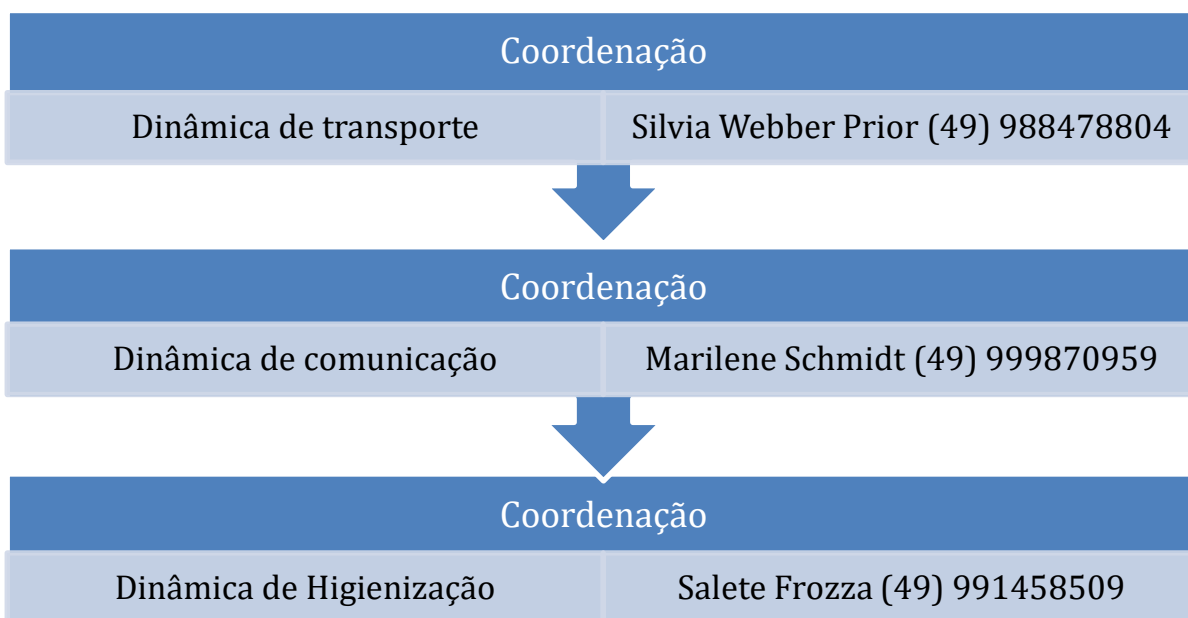 Coordenação
Dinâmica de transporte
Silvia Webber Prior (49) 988478804
Coordenação
Dinâmica de comunicação
Marilene Schmidt (49) 999870959
Coordenação
Dinâmica de Higienização
Salete Frozza (49) 991458509